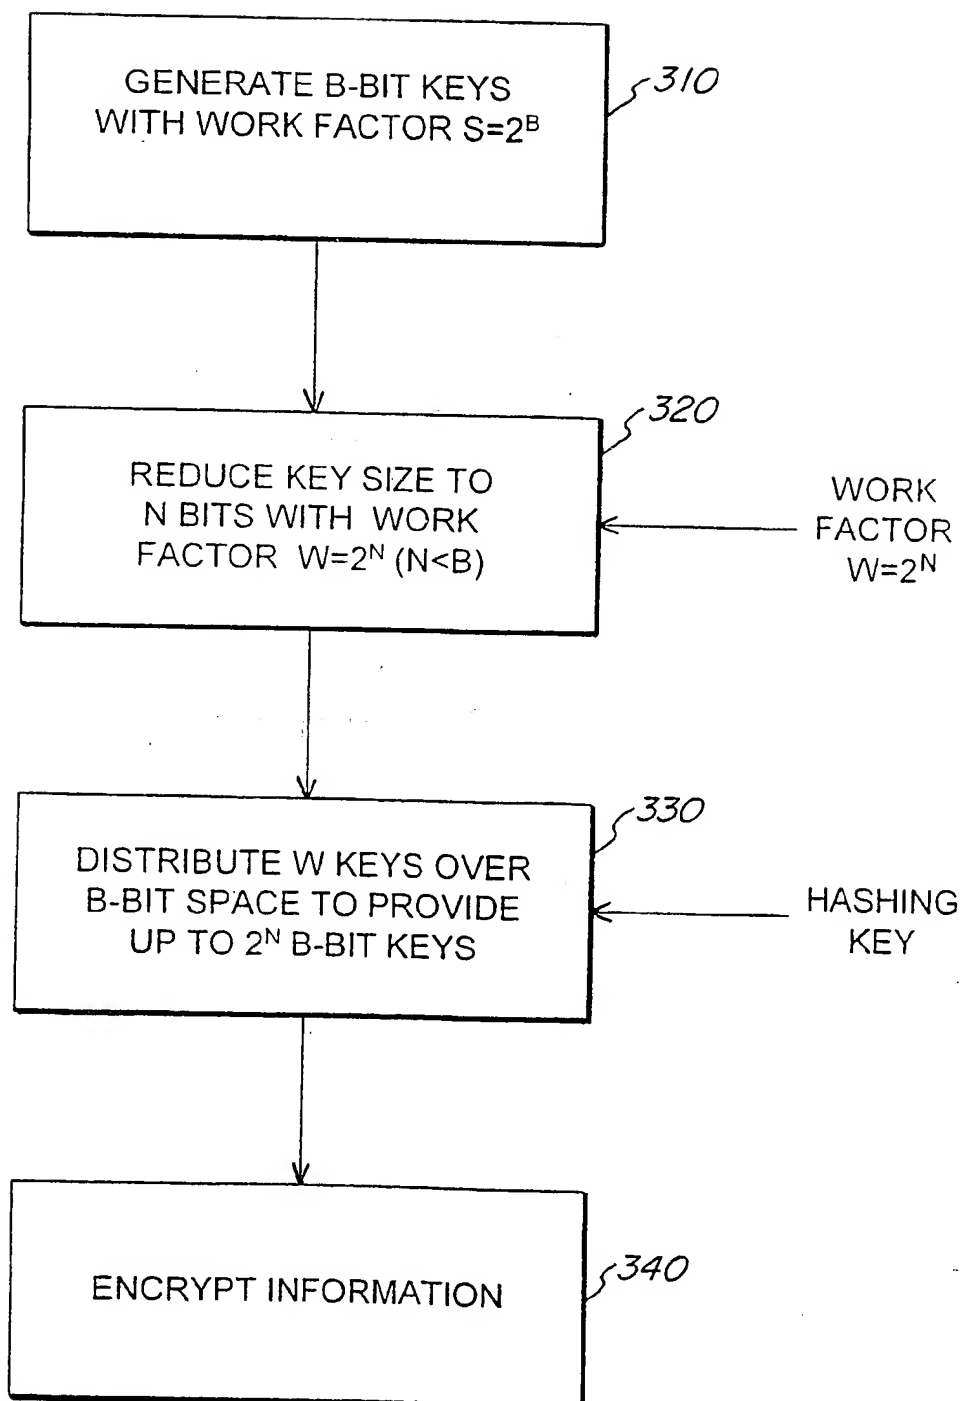 GENERATE B-BIT KEYS
WITH WORK FACTOR S=2ᴮ
310
REDUCE KEY SIZE TO
N BITS WITH WORK
FACTOR W=2ᴺ (N<B)
320
WORK
FACTOR
W=2ᴺ
DISTRIBUTE W KEYS OVER
B-BIT SPACE TO PROVIDE
UP TO 2ᴺ B-BIT KEYS
330
HASHING
KEY
ENCRYPT INFORMATION
340